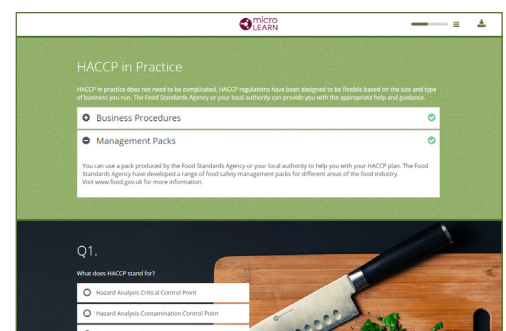 micro
LEARN
HACCP in Practice
HACCP in practice does not need to be complicated. HACCP regulations have been designed to be flexible based on the size and type
of business you run. The Food Standards Agency or your local authority can provide you with the appropriate help and guidance.
Business Procedures
Management Packs
You can use a pack produced by the Food Standards Agency or your local authority to help you with your HACCP plan. The Food
Standards Agency have developed a range of food safety management packs for different areas of the food industry.
Visit www.food.gov.uk for more information.
Q1.
What does HACCP stand for?
Hazard Analysis Critical Control Point
Hazard Analysis Contamination Control Point